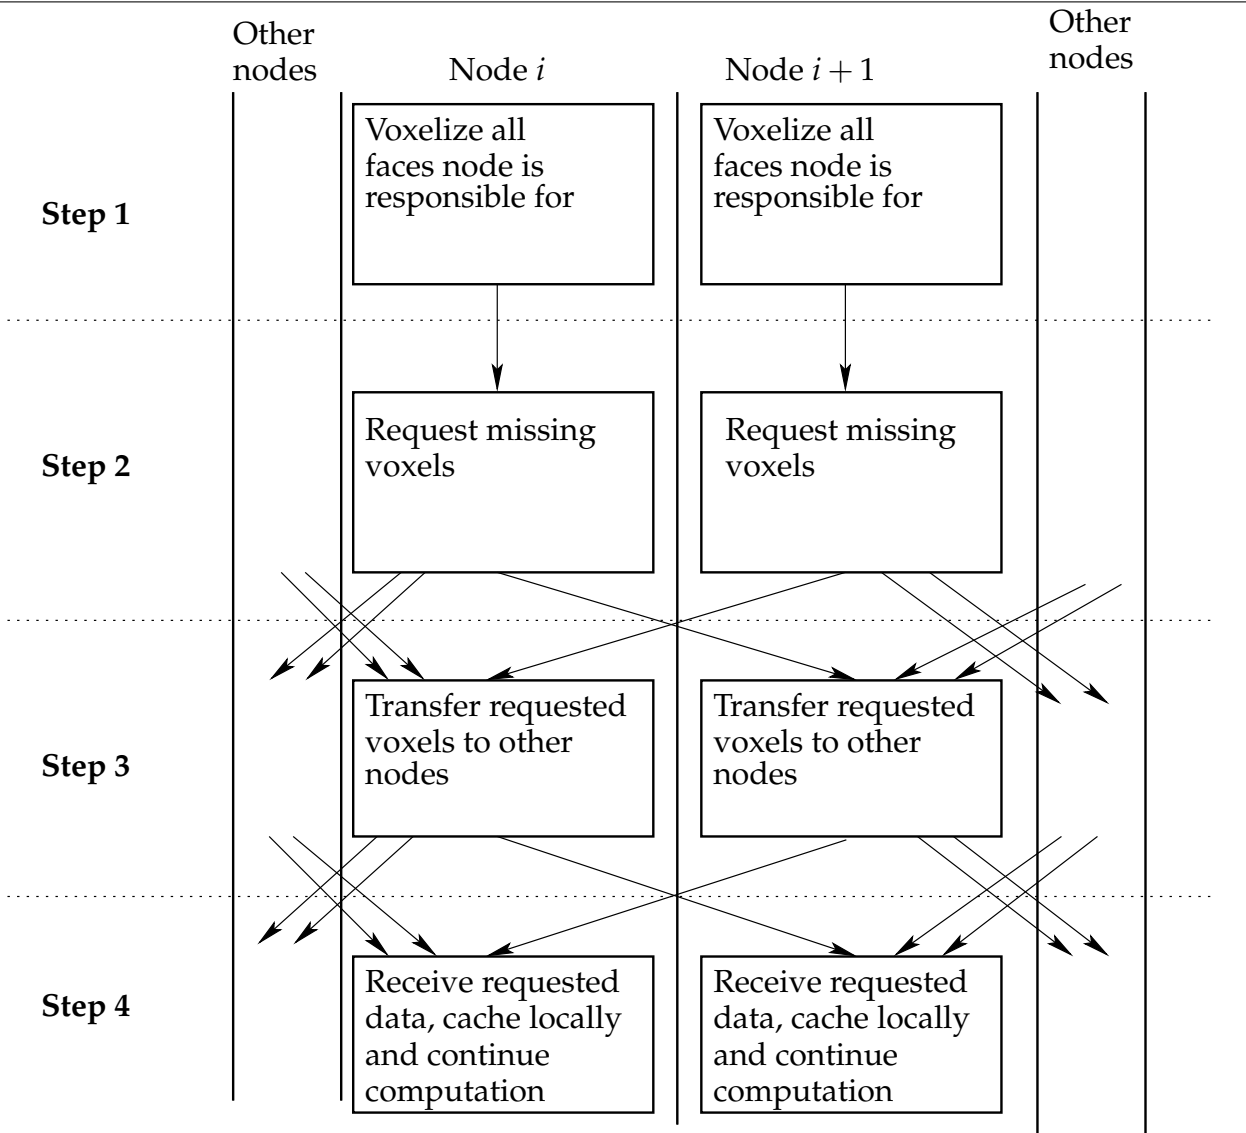 Other
nodes
Node i
Node i + 1
Other
nodes
Step 1
Voxelize all
faces node is
responsible for
Voxelize all
faces node is
responsible for
Step 2
Request missing
voxels
Request missing
voxels
Step 3
Transfer requested
voxels to other
nodes
Transfer requested
voxels to other
nodes
Step 4
Receive requested
data, cache locally
and continue
computation
Receive requested
data, cache locally
and continue
computation